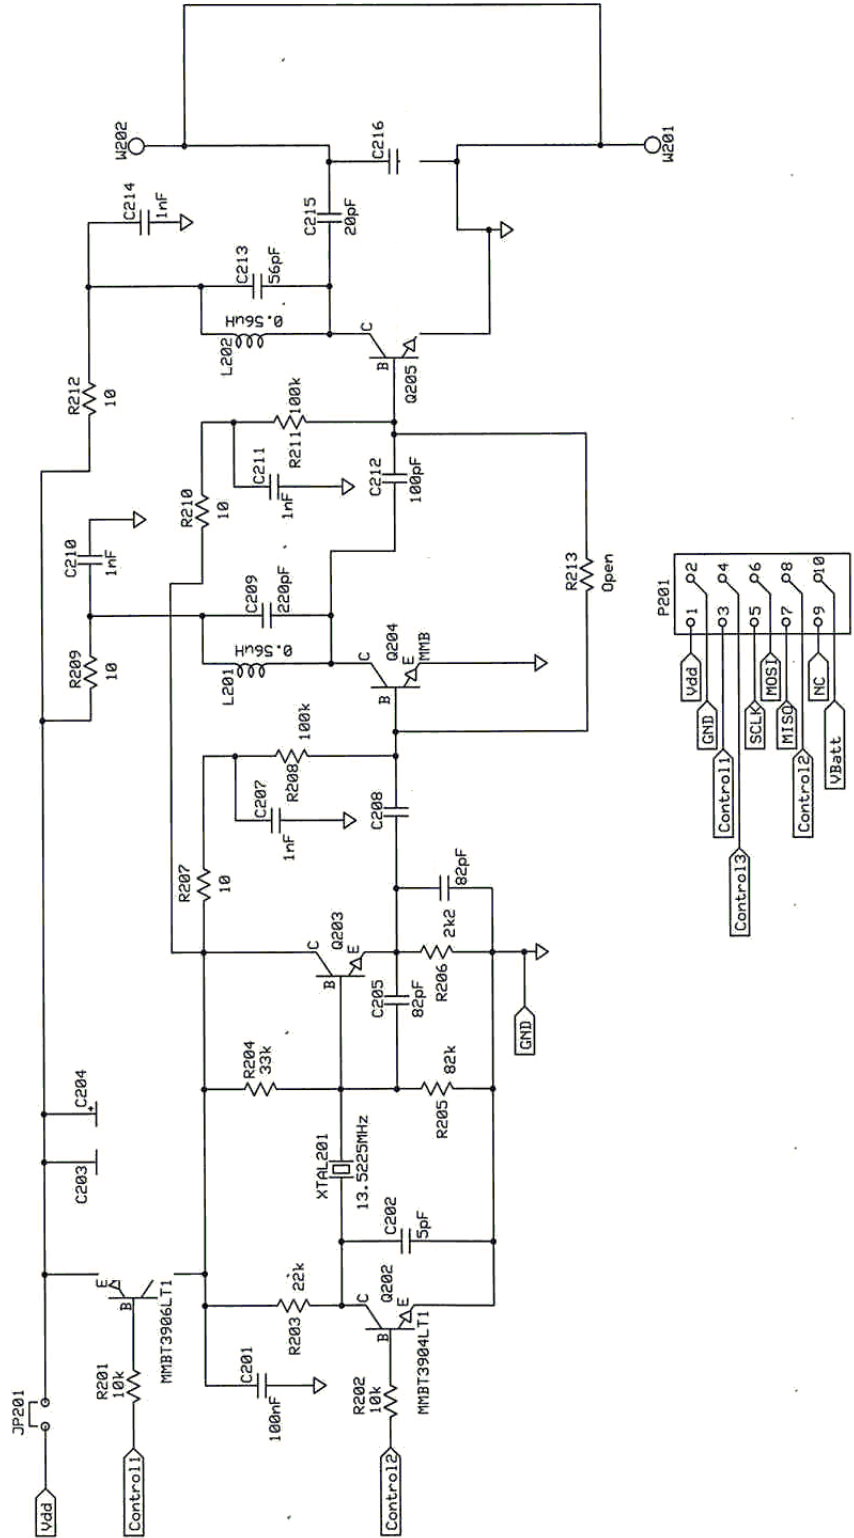 Vdd
JP201
Control1
R201
10k
E
B
MMBT3906LT1
C203
C204
+
C201
100nF
R203
22k
Control2
R202
10k
C
B
Q202
E
MMBT3904LT1
C202
5pF
XTAL201
13.5225MHz
R204
33k
R205
82k
C205
82pF
C
B
Q203
E
R206
2k2
82pF
GND
R207
10
C207
1nF
R208
100k
C208
R209
10
C210
1nF
L201
0.56uH
C209
220pF
C
B
Q204
E
MMB
R210
10
C211
1nF
R211
100k
C212
100pF
R213
Open
R212
10
C214
1nF
L202
0.56uH
C213
56pF
C
B
Q205
C215
20pF
C216
W202
W201
P201
1
2
3
4
5
6
7
8
9
10
Vdd
GND
Control1
Control3
SCLK
MOSI
MISO
Control2
NC
VBatt